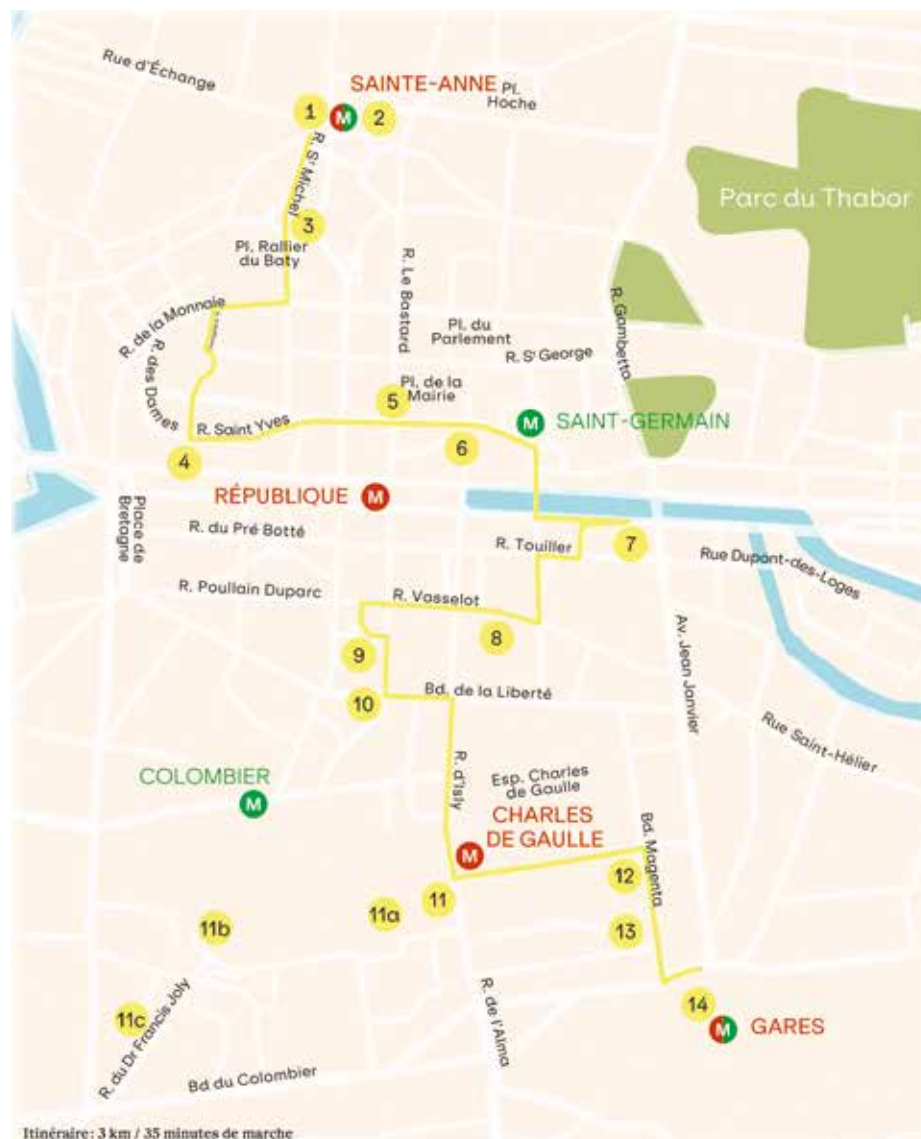 Rue d'Échange
SAINTE-ANNE
Pl.
Hoche
1
M
2
R. St Michel
Parc du Thabor
3
Pl. Rallier
du Baty
R. Le Bastard
R. Gambetta
R. de la Monnaie
Pl. du
Parlement
R. St George
R. des Dames
Pl. de la
Mairie
5
R. Saint Yves
M
SAINT-GERMAIN
6
4
RÉPUBLIQUE
M
Place de
Bretagne
R. du Pré Botté
R. Touiller
7
Rue Dupont-des-Loges
R. Poullain Duparc
R. Vasselot
8
9
Av. Jean Janvier
10
Bd. de la Liberté
Rue Saint-Hélier
COLOMBIER
M
R. d'Isly
Esp. Charles
de Gaulle
CHARLES
DE GAULLE
M
Bd. Magenta
12
11
11a
11b
13
R. de l'Alma
14
M
GARES
11c
R. du Dr Francis Joly
Bd du Colombier
Itinéraire : 3 km / 35 minutes de marche